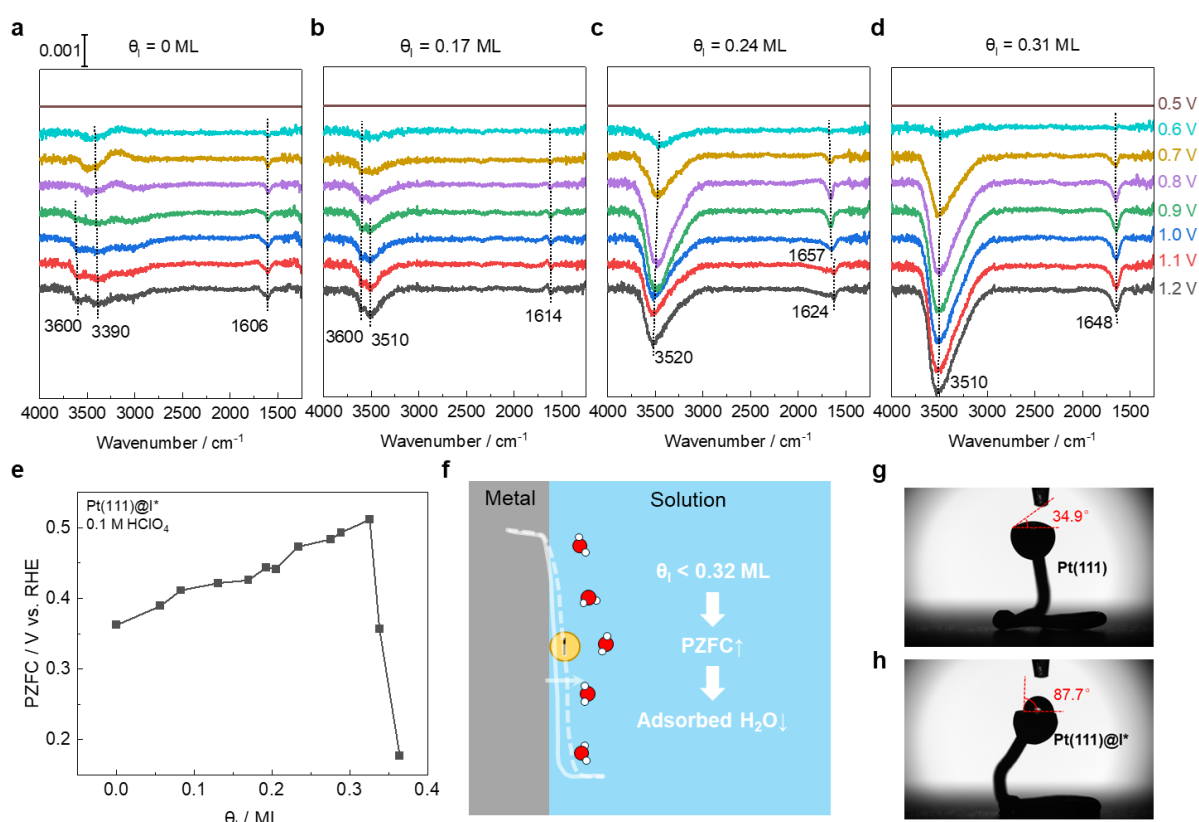 a
0.001
θI = 0 ML
b
θI = 0.17 ML
c
θI = 0.24 ML
d
θI = 0.31 ML
0.5 V
0.6 V
0.7 V
0.8 V
0.9 V
1.0 V
1.1 V
1.2 V
3600
3390
1606
3600
3510
1614
3520
1657
1624
3510
1648
4000 3500 3000 2500 2000 1500
Wavenumber / cm-1
4000 3500 3000 2500 2000 1500
Wavenumber / cm-1
4000 3500 3000 2500 2000 1500
Wavenumber / cm-1
4000 3500 3000 2500 2000 1500
Wavenumber / cm-1
e
Pt(111)@I*
0.1 M HClO4
PZFC / V vs. RHE
0.5
0.4
0.3
0.2
0.0 0.1 0.2 0.3 0.4
θI / ML
f
Metal
Solution
I
θI < 0.32 ML
PZFC↑
Adsorbed H2O↓
g
34.9°
Pt(111)
h
87.7°
Pt(111)@I*